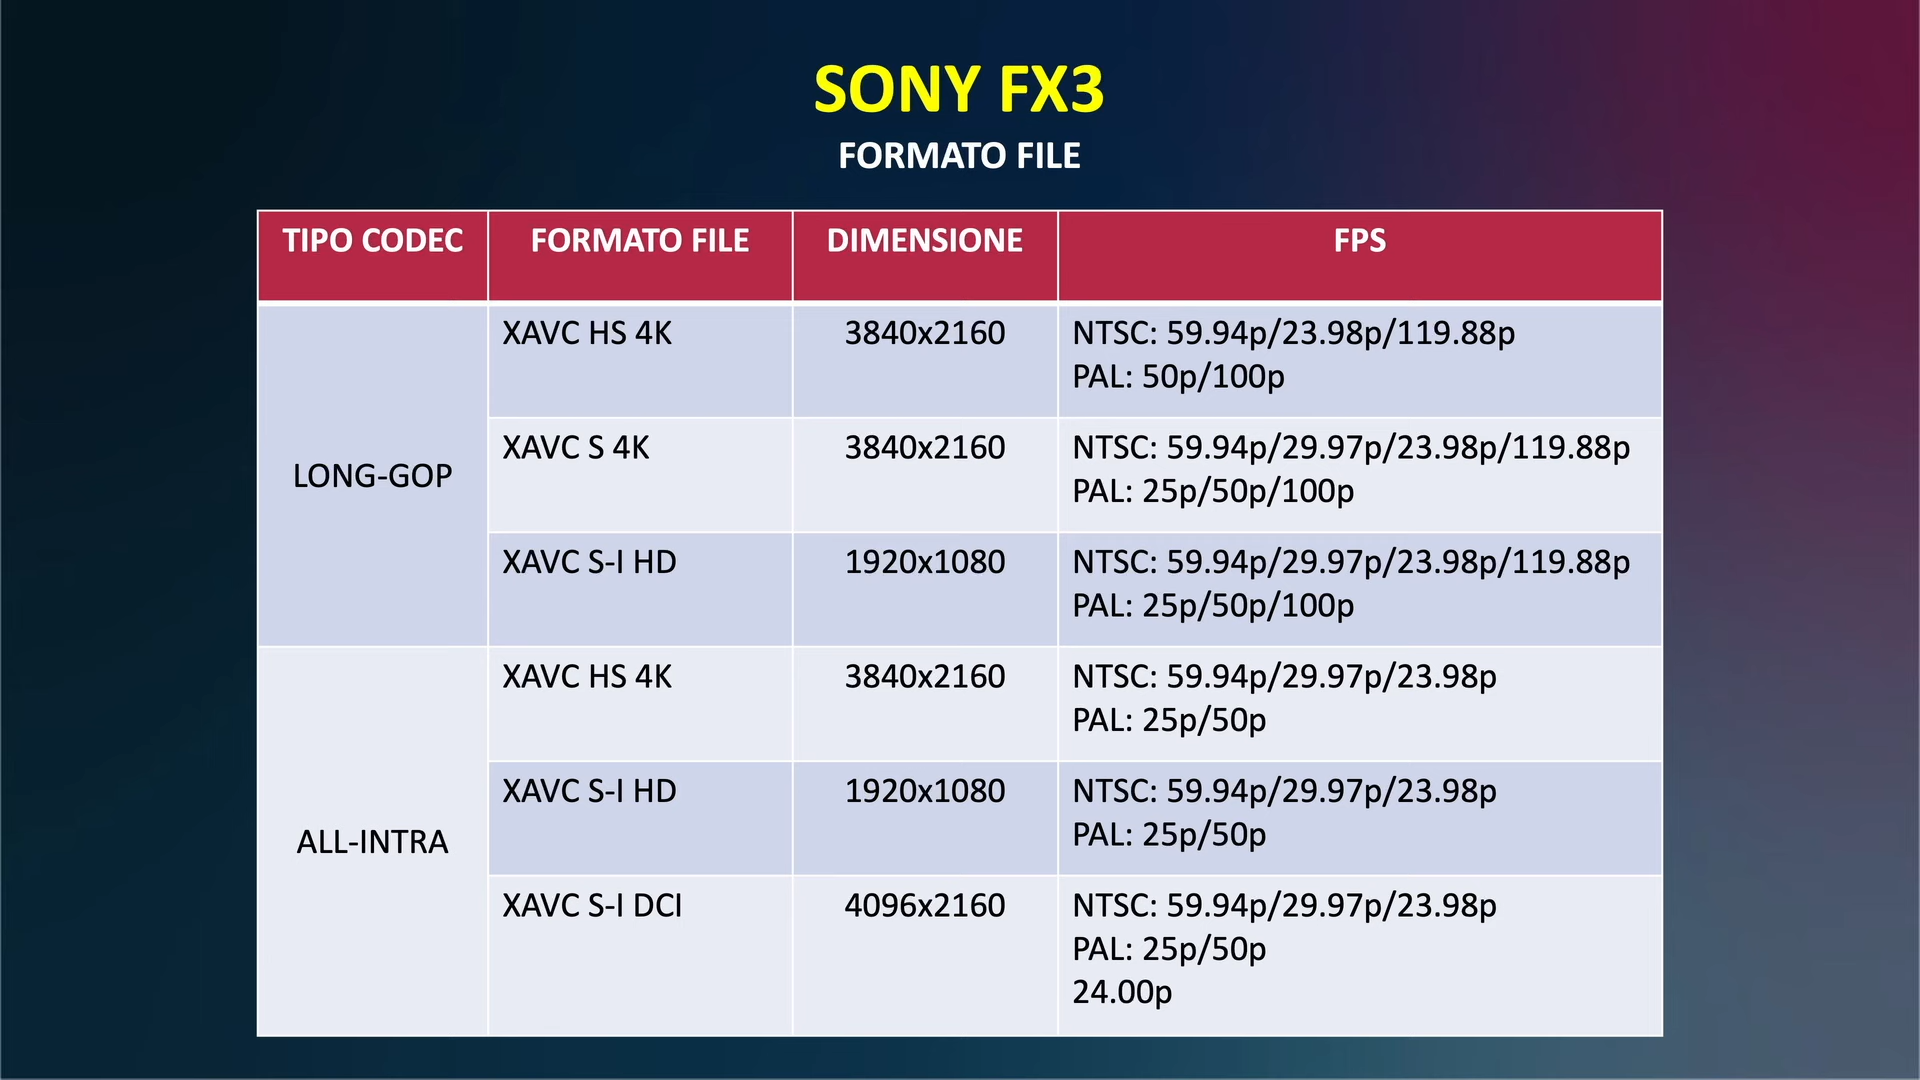 SONY FX3
FORMATO FILE
TIPO CODEC FORMATO FILE DIMENSIONE FPS
LONG-GOP
XAVC HS 4K 3840x2160 NTSC: 59.94p/23.98p/119.88p
PAL: 50p/100p
XAVC S 4K 3840x2160 NTSC: 59.94p/29.97p/23.98p/119.88p
PAL: 25p/50p/100p
XAVC S-I HD 1920x1080 NTSC: 59.94p/29.97p/23.98p/119.88p
PAL: 25p/50p/100p
ALL-INTRA
XAVC HS 4K 3840x2160 NTSC: 59.94p/29.97p/23.98p
PAL: 25p/50p
XAVC S-I HD 1920x1080 NTSC: 59.94p/29.97p/23.98p
PAL: 25p/50p
XAVC S-I DCI 4096x2160 NTSC: 59.94p/29.97p/23.98p
PAL: 25p/50p
24.00p